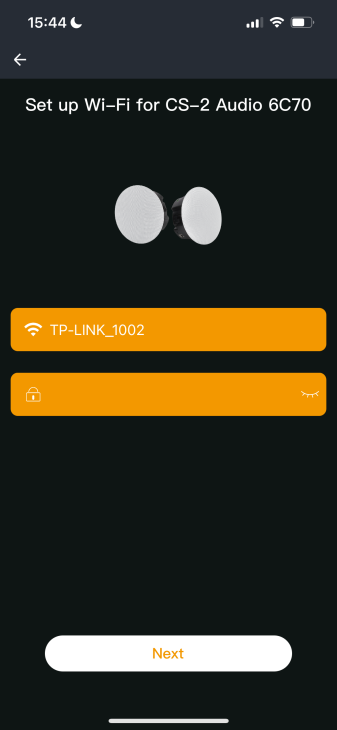 15:44
Set up Wi-Fi for CS-2 Audio 6C70
TP-LINK_1002
Next